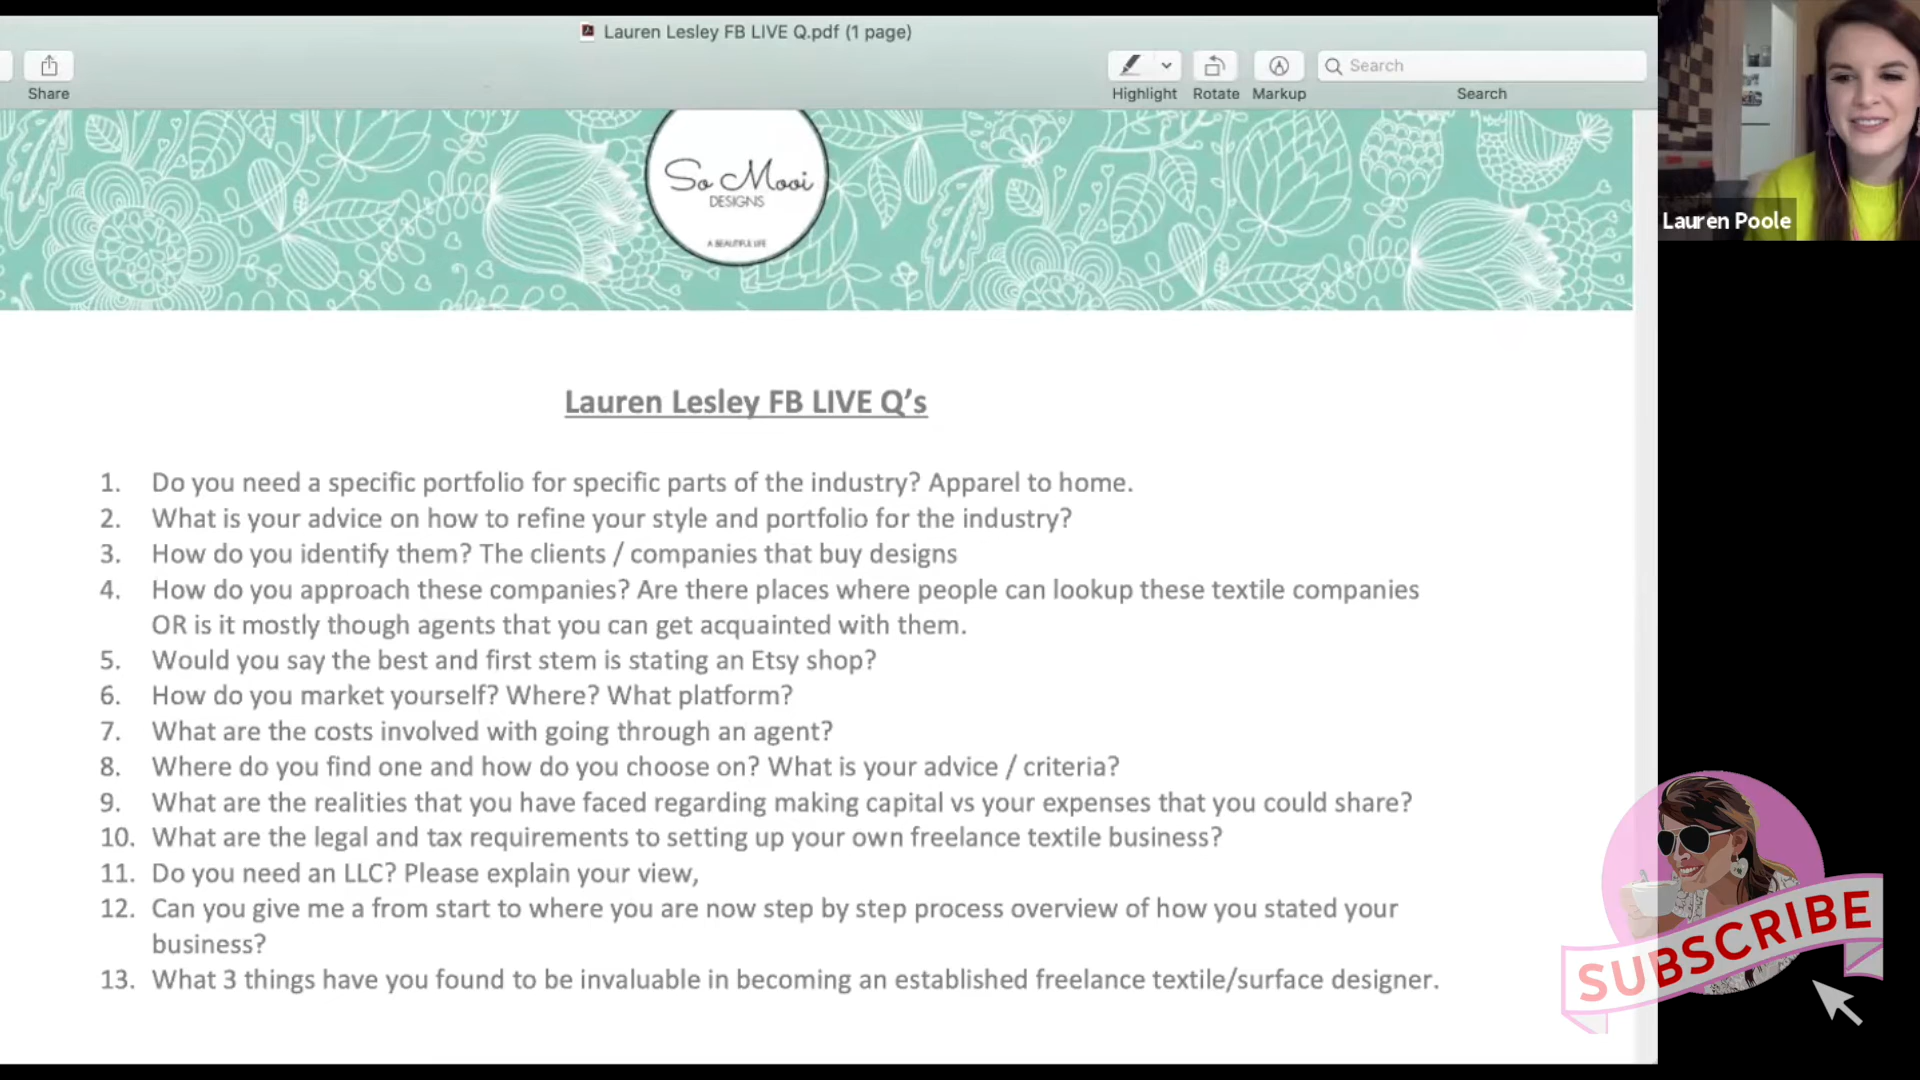 Lauren Lesley FB LIVE Q.pdf (1 page)
Share
Highlight
Rotate
Markup
Search
Search
So Mooi
DESIGNS
A BEAUTIFUL LIFE
Lauren Poole
Lauren Lesley FB LIVE Q’s
1. Do you need a specific portfolio for specific parts of the industry? Apparel to home.
2. What is your advice on how to refine your style and portfolio for the industry?
3. How do you identify them? The clients / companies that buy designs
4. How do you approach these companies? Are there places where people can lookup these textile companies
OR is it mostly though agents that you can get acquainted with them.
5. Would you say the best and first stem is stating an Etsy shop?
6. How do you market yourself? Where? What platform?
7. What are the costs involved with going through an agent?
8. Where do you find one and how do you choose on? What is your advice / criteria?
9. What are the realities that you have faced regarding making capital vs your expenses that you could share?
10. What are the legal and tax requirements to setting up your own freelance textile business?
11. Do you need an LLC? Please explain your view,
12. Can you give me a from start to where you are now step by step process overview of how you stated your
business?
13. What 3 things have you found to be invaluable in becoming an established freelance textile/surface designer.
SUBSCRIBE